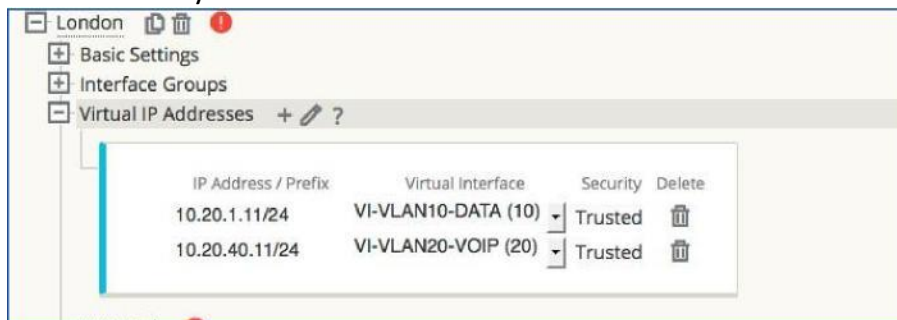 London
Basic Settings
Interface Groups
Virtual IP Addresses + ?
IP Address / Prefix Virtual Interface Security Delete
10.20.1.11/24 VI-VLAN10-DATA (10) Trusted
10.20.40.11/24 VI-VLAN20-VOIP (20) Trusted